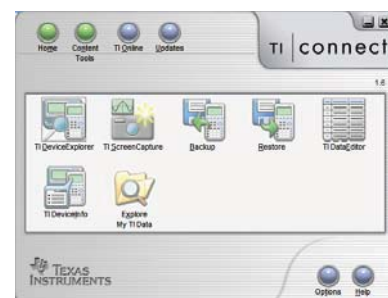 Home Content Tools TI Online Updates
TI connect
1.6
TI DeviceExplorer TI ScreenCapture Backup Restore TI DataEditor
TI DeviceInfo Explore My TI Data
TEXAS
INSTRUMENTS
Options Help